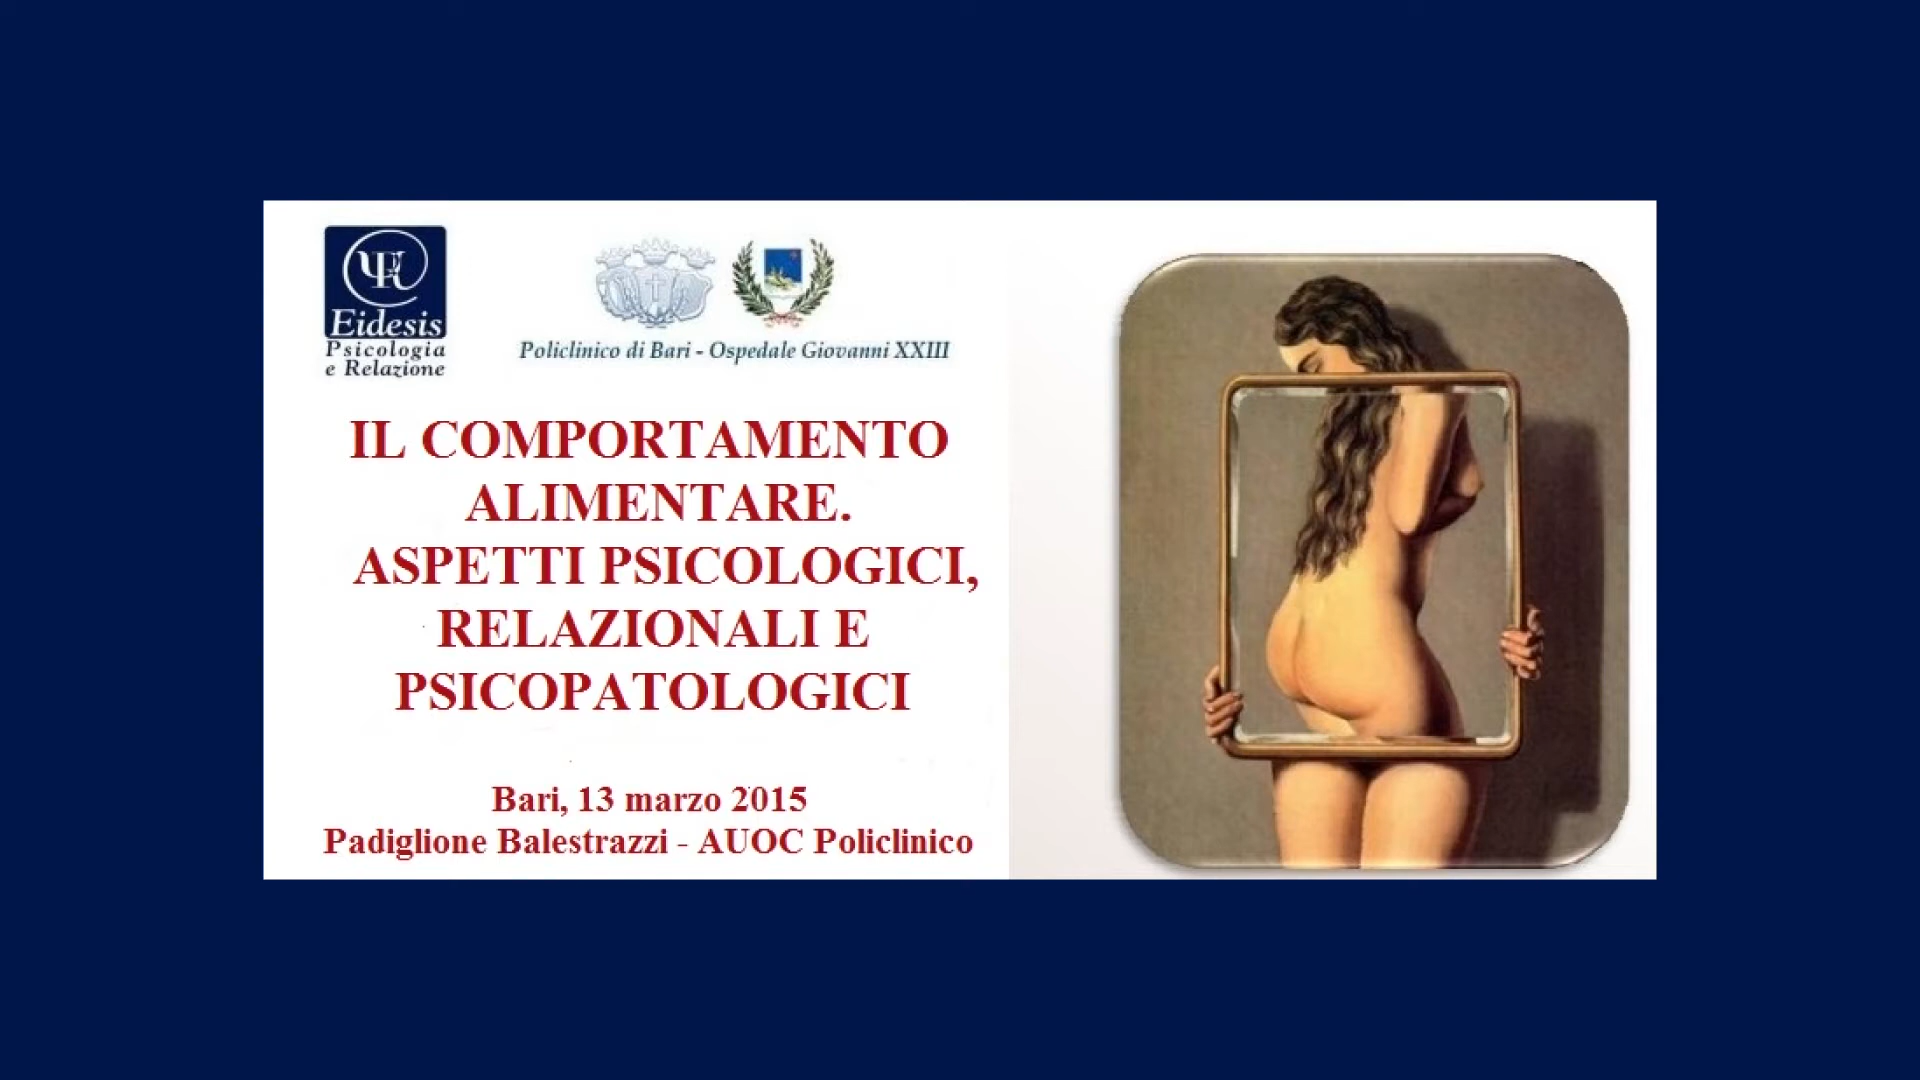 Eidesis
Psicologia
e Relazione
Policlinico di Bari - Ospedale Giovanni XXIII
IL COMPORTAMENTO
ALIMENTARE.
ASPETTI PSICOLOGICI,
RELAZIONALI E
PSICOPATOLOGICI
Bari, 13 marzo 2015
Padiglione Balestrazzi - AUOC Policlinico